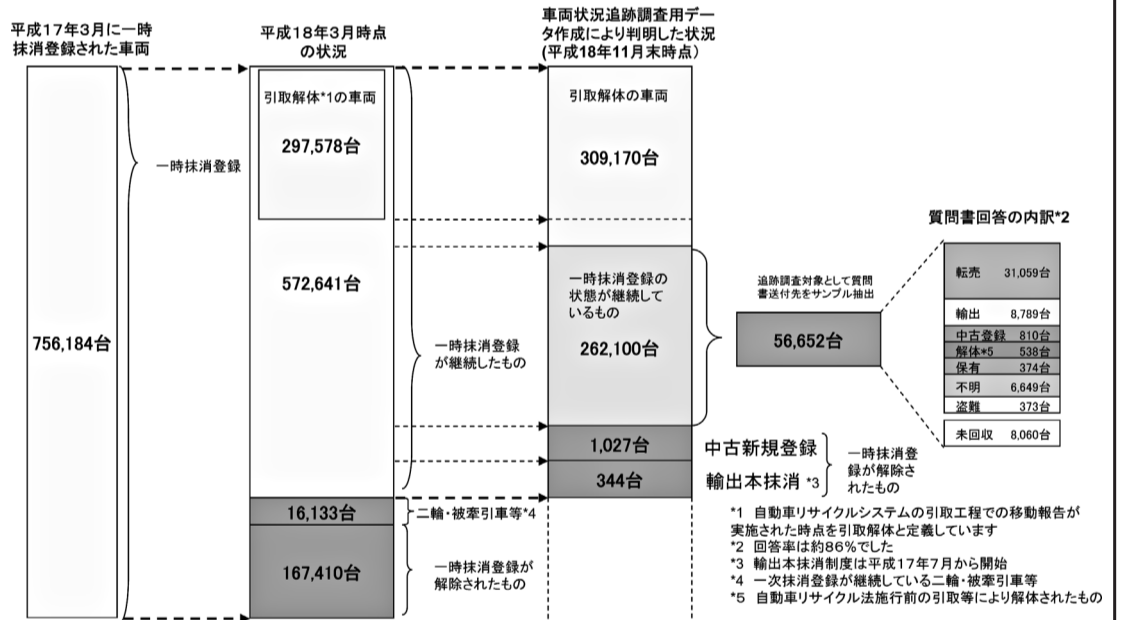 平成17年3月に一時
抹消登録された車両
756,184台
一時抹消登録
平成18年3月時点
の状況
引取解体*1の車両
297,578台
572,641台
16,133台
167,410台
一時抹消登録
が継続したもの
二輪・被牽引車等*4
一時抹消登録が
解除されたもの
車両状況追跡調査用デー
タ作成により判明した状況
(平成18年11月末時点)
引取解体の車両
309,170台
一時抹消登録の
状態が継続して
いるもの
262,100台
1,027台
344台
中古新規登録
輸出本抹消 *3
一時抹消登
録が解除さ
れたもの
追跡調査対象として質問
書送付先をサンプル抽出
56,652台
質問書回答の内訳*2
転売 31,059台
輸出 8,789台
中古登録 810台
解体*5 538台
保有 374台
不明 6,649台
盗難 373台
未回収 8,060台
*1 自動車リサイクルシステムの引取工程での移動報告が
実施された時点を引取解体と定義しています
*2 回答率は約86%でした
*3 輸出本抹消制度は平成17年7月から開始
*4 一次抹消登録が継続している二輪・被牽引車等
*5 自動車リサイクル法施行前の引取等により解体されたもの